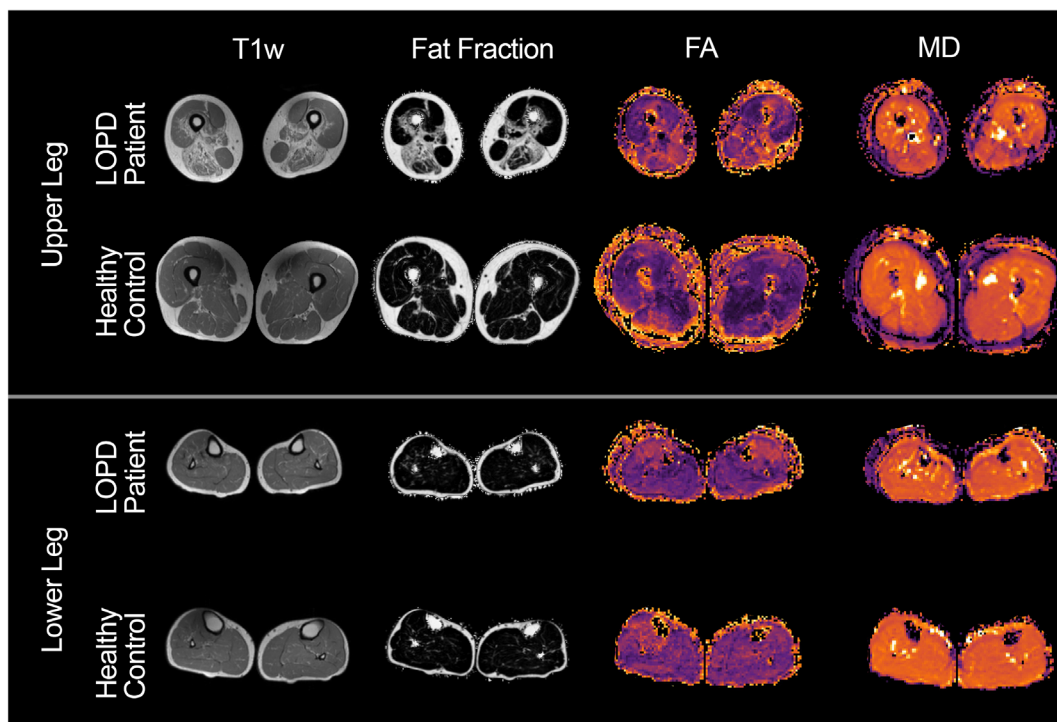 T1w
Fat Fraction
FA
MD
Upper Leg
LOPD
Patient
Healthy
Control
Lower Leg
LOPD
Patient
Healthy
Control